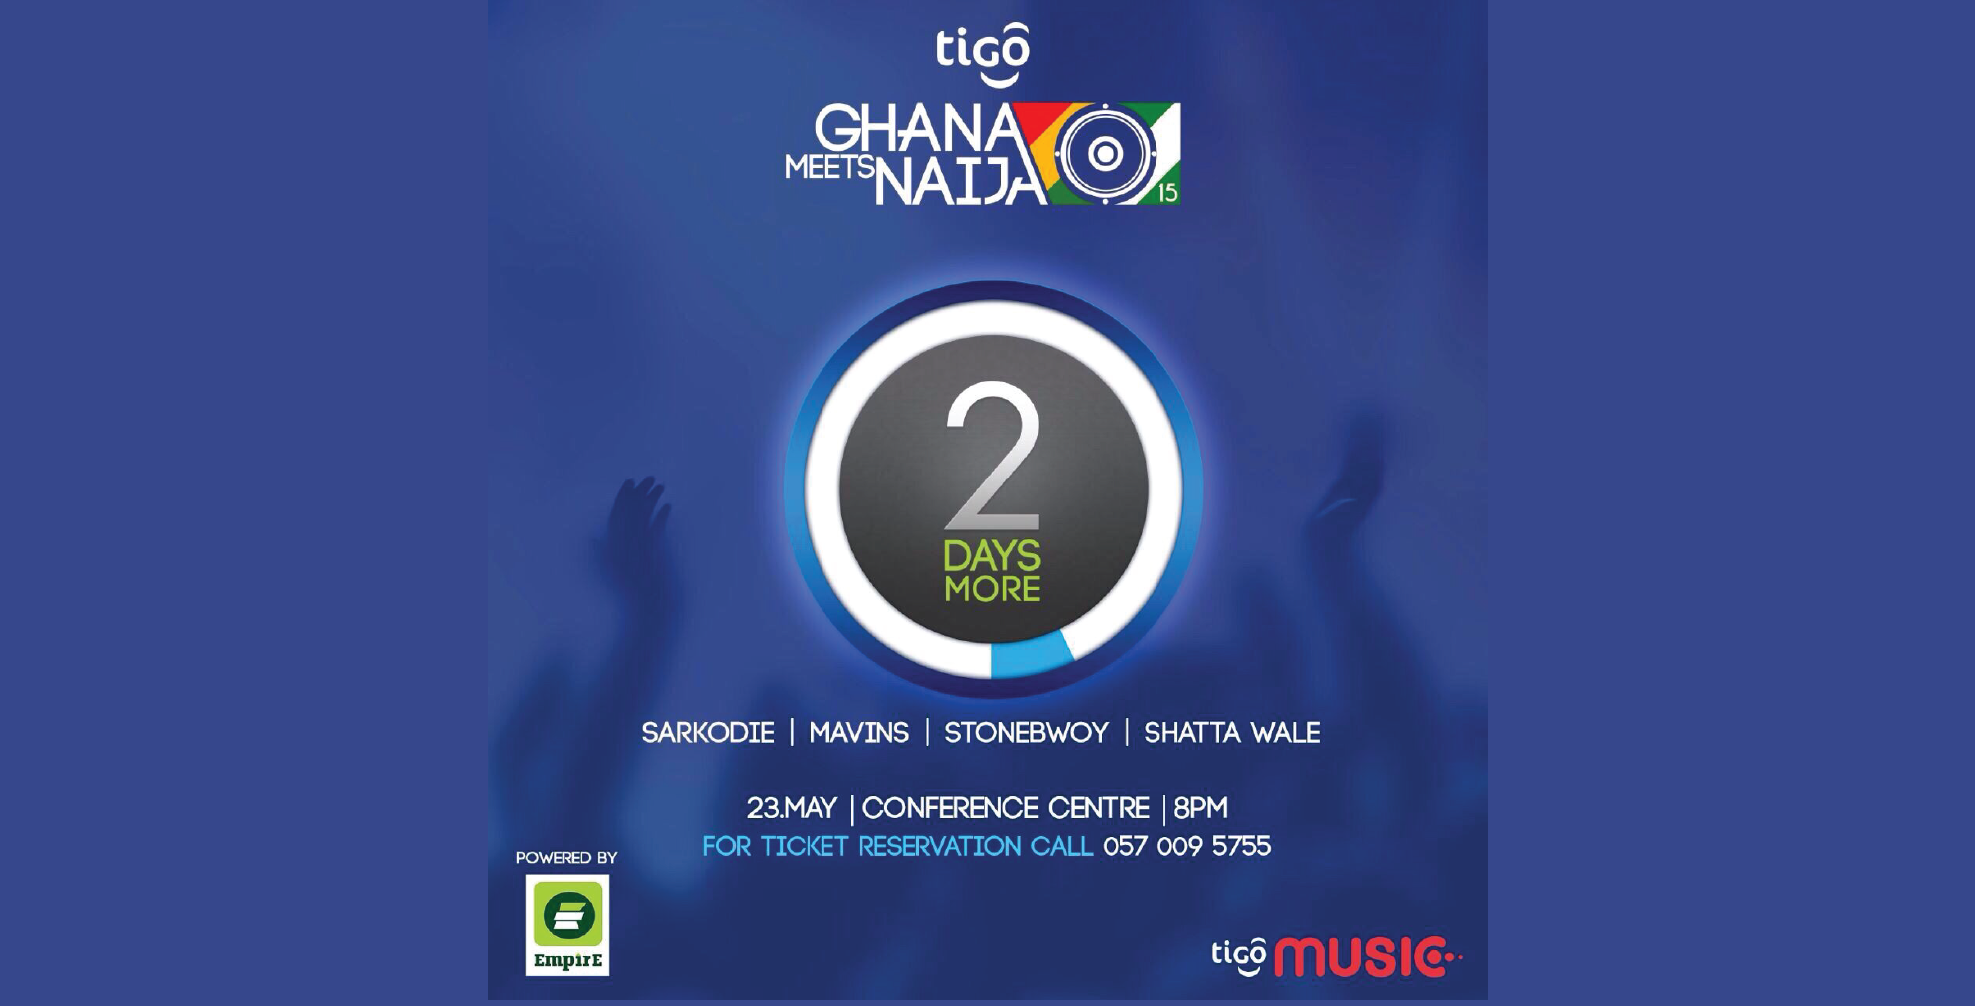 tigo
GHANA
MEETS NAIJA
15
2
DAYS
MORE
SARKODIE | MAVINS | STONEBWOY | SHATTA WALE
23.MAY | CONFERENCE CENTRE | 8PM
FOR TICKET RESERVATION CALL 057 009 5755
POWERED BY
EmpirE
tigo MUSIC